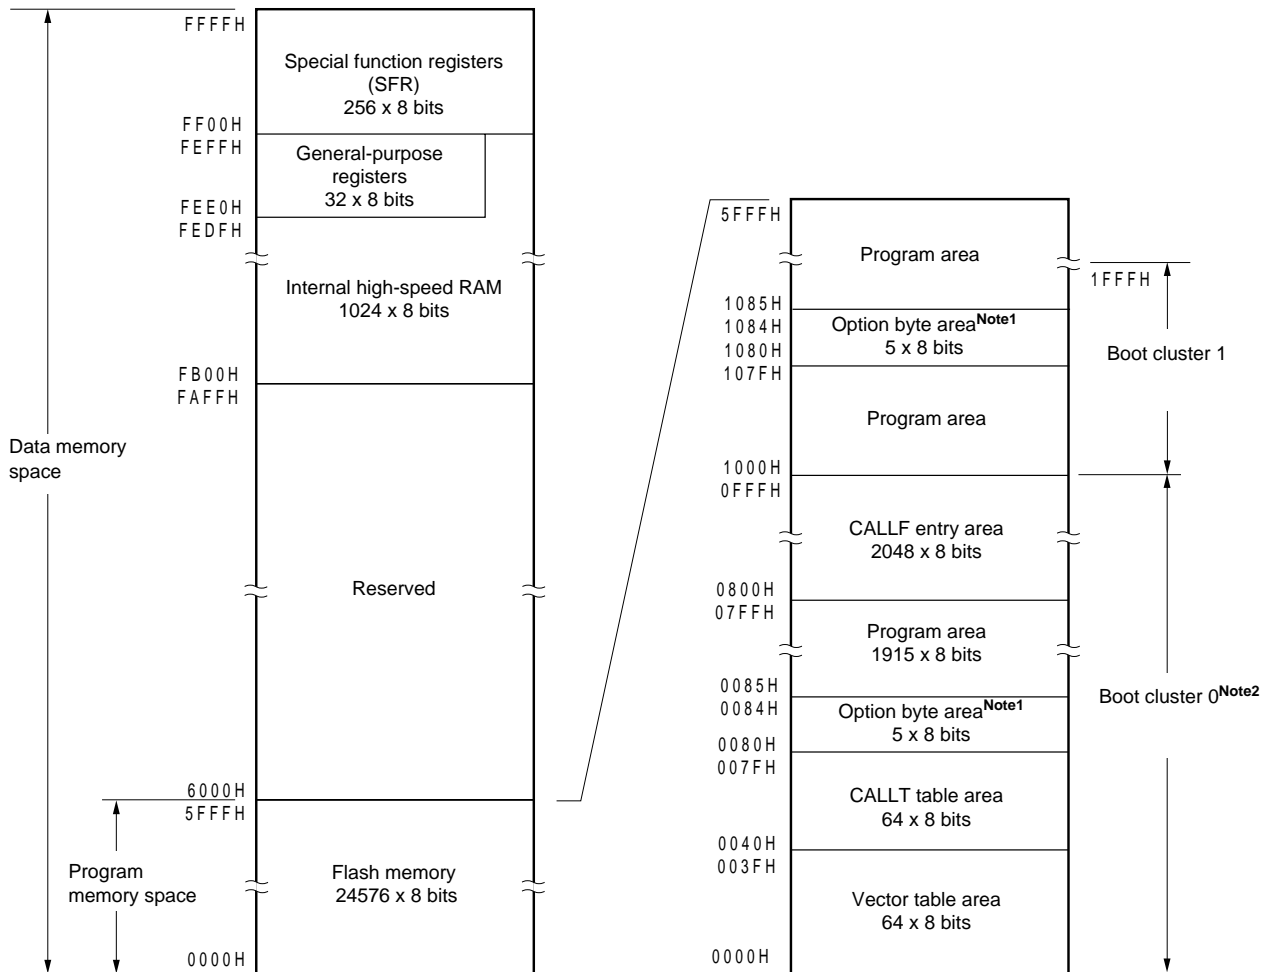 FFFFH
Special function registers
(SFR)
256 x 8 bits
FF00H
FEFFH
General-purpose
registers
32 x 8 bits
FEE0H
FEDFH
Internal high-speed RAM
1024 x 8 bits
FB00H
FAFFH
Data memory
space
Reserved
6000H
5FFFH
Program
memory space
Flash memory
24576 x 8 bits
0000H
5FFFH
Program area
1FFFH
1085H
1084H
Option byte areaNote1
5 x 8 bits
1080H
107FH
Boot cluster 1
Program area
1000H
0FFFH
CALLF entry area
2048 x 8 bits
0800H
07FFH
Program area
1915 x 8 bits
0085H
0084H
Boot cluster 0Note2
Option byte areaNote1
5 x 8 bits
0080H
007FH
CALLT table area
64 x 8 bits
0040H
003FH
Vector table area
64 x 8 bits
0000H